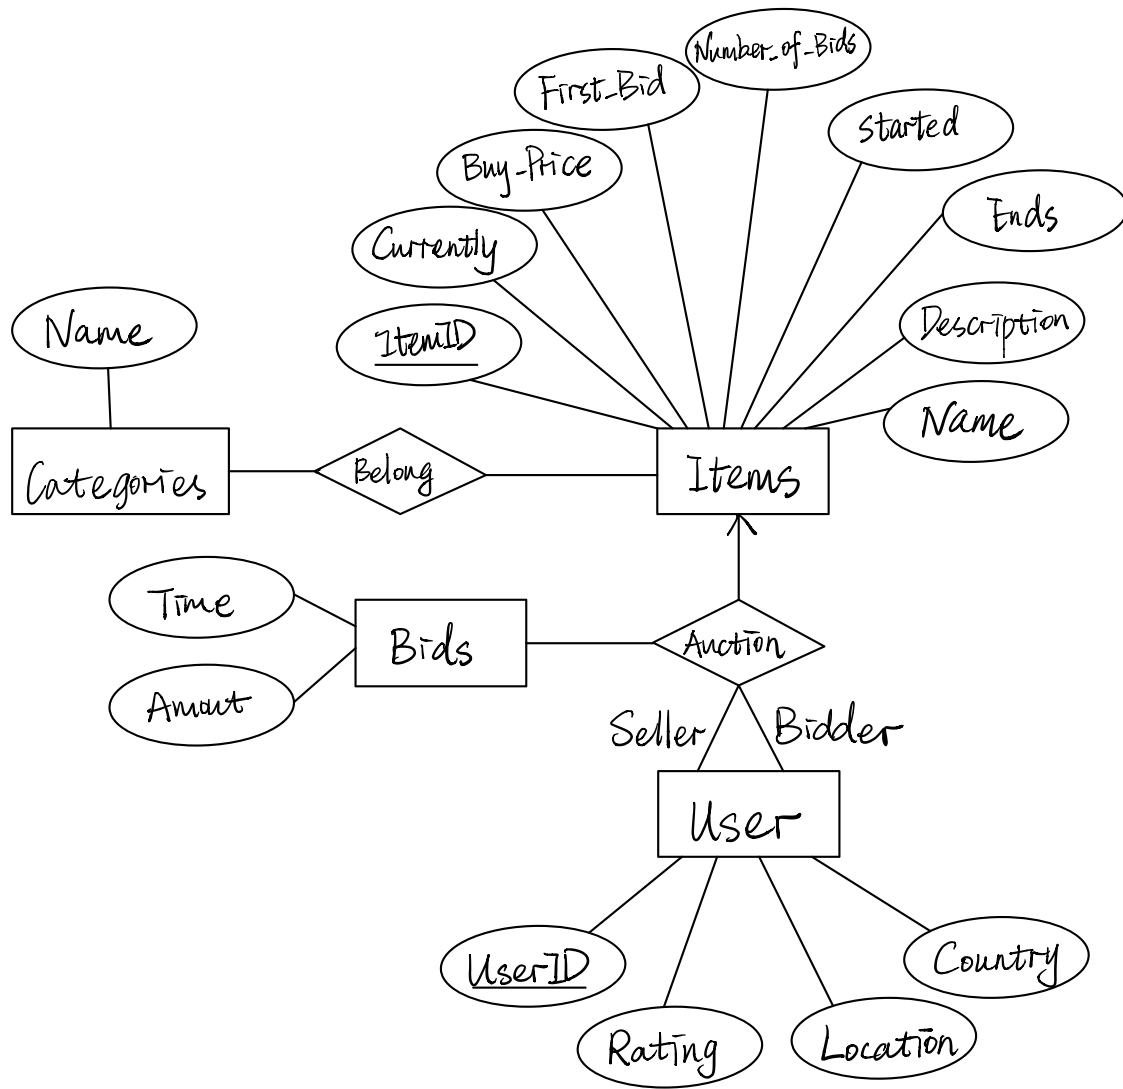 Number_of_Bids
First_Bid
Started
Buy_Price
Ends
Currently
Description
Name
ItemID
Name
Categories
Belong
Items
Time
Bids
Auction
Amout
Seller
Bidder
User
UserID
Country
Rating
Location